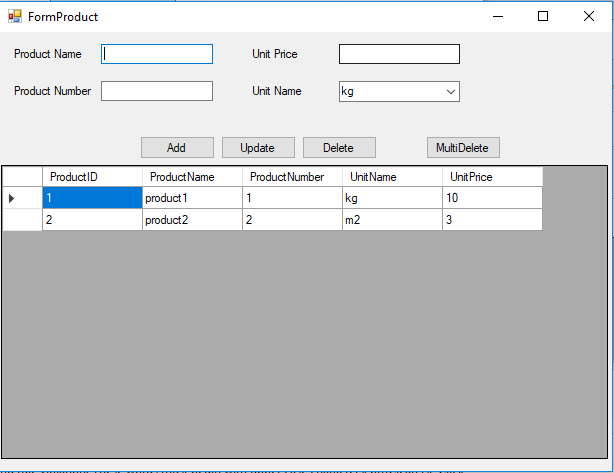 FormProduct
Product Name Unit Price
Product Number Unit Name kg
Add Update Delete MultiDelete
ProductID ProductName ProductNumber UnitName UnitPrice
1 product1 1 kg 10
2 product2 2 m2 3